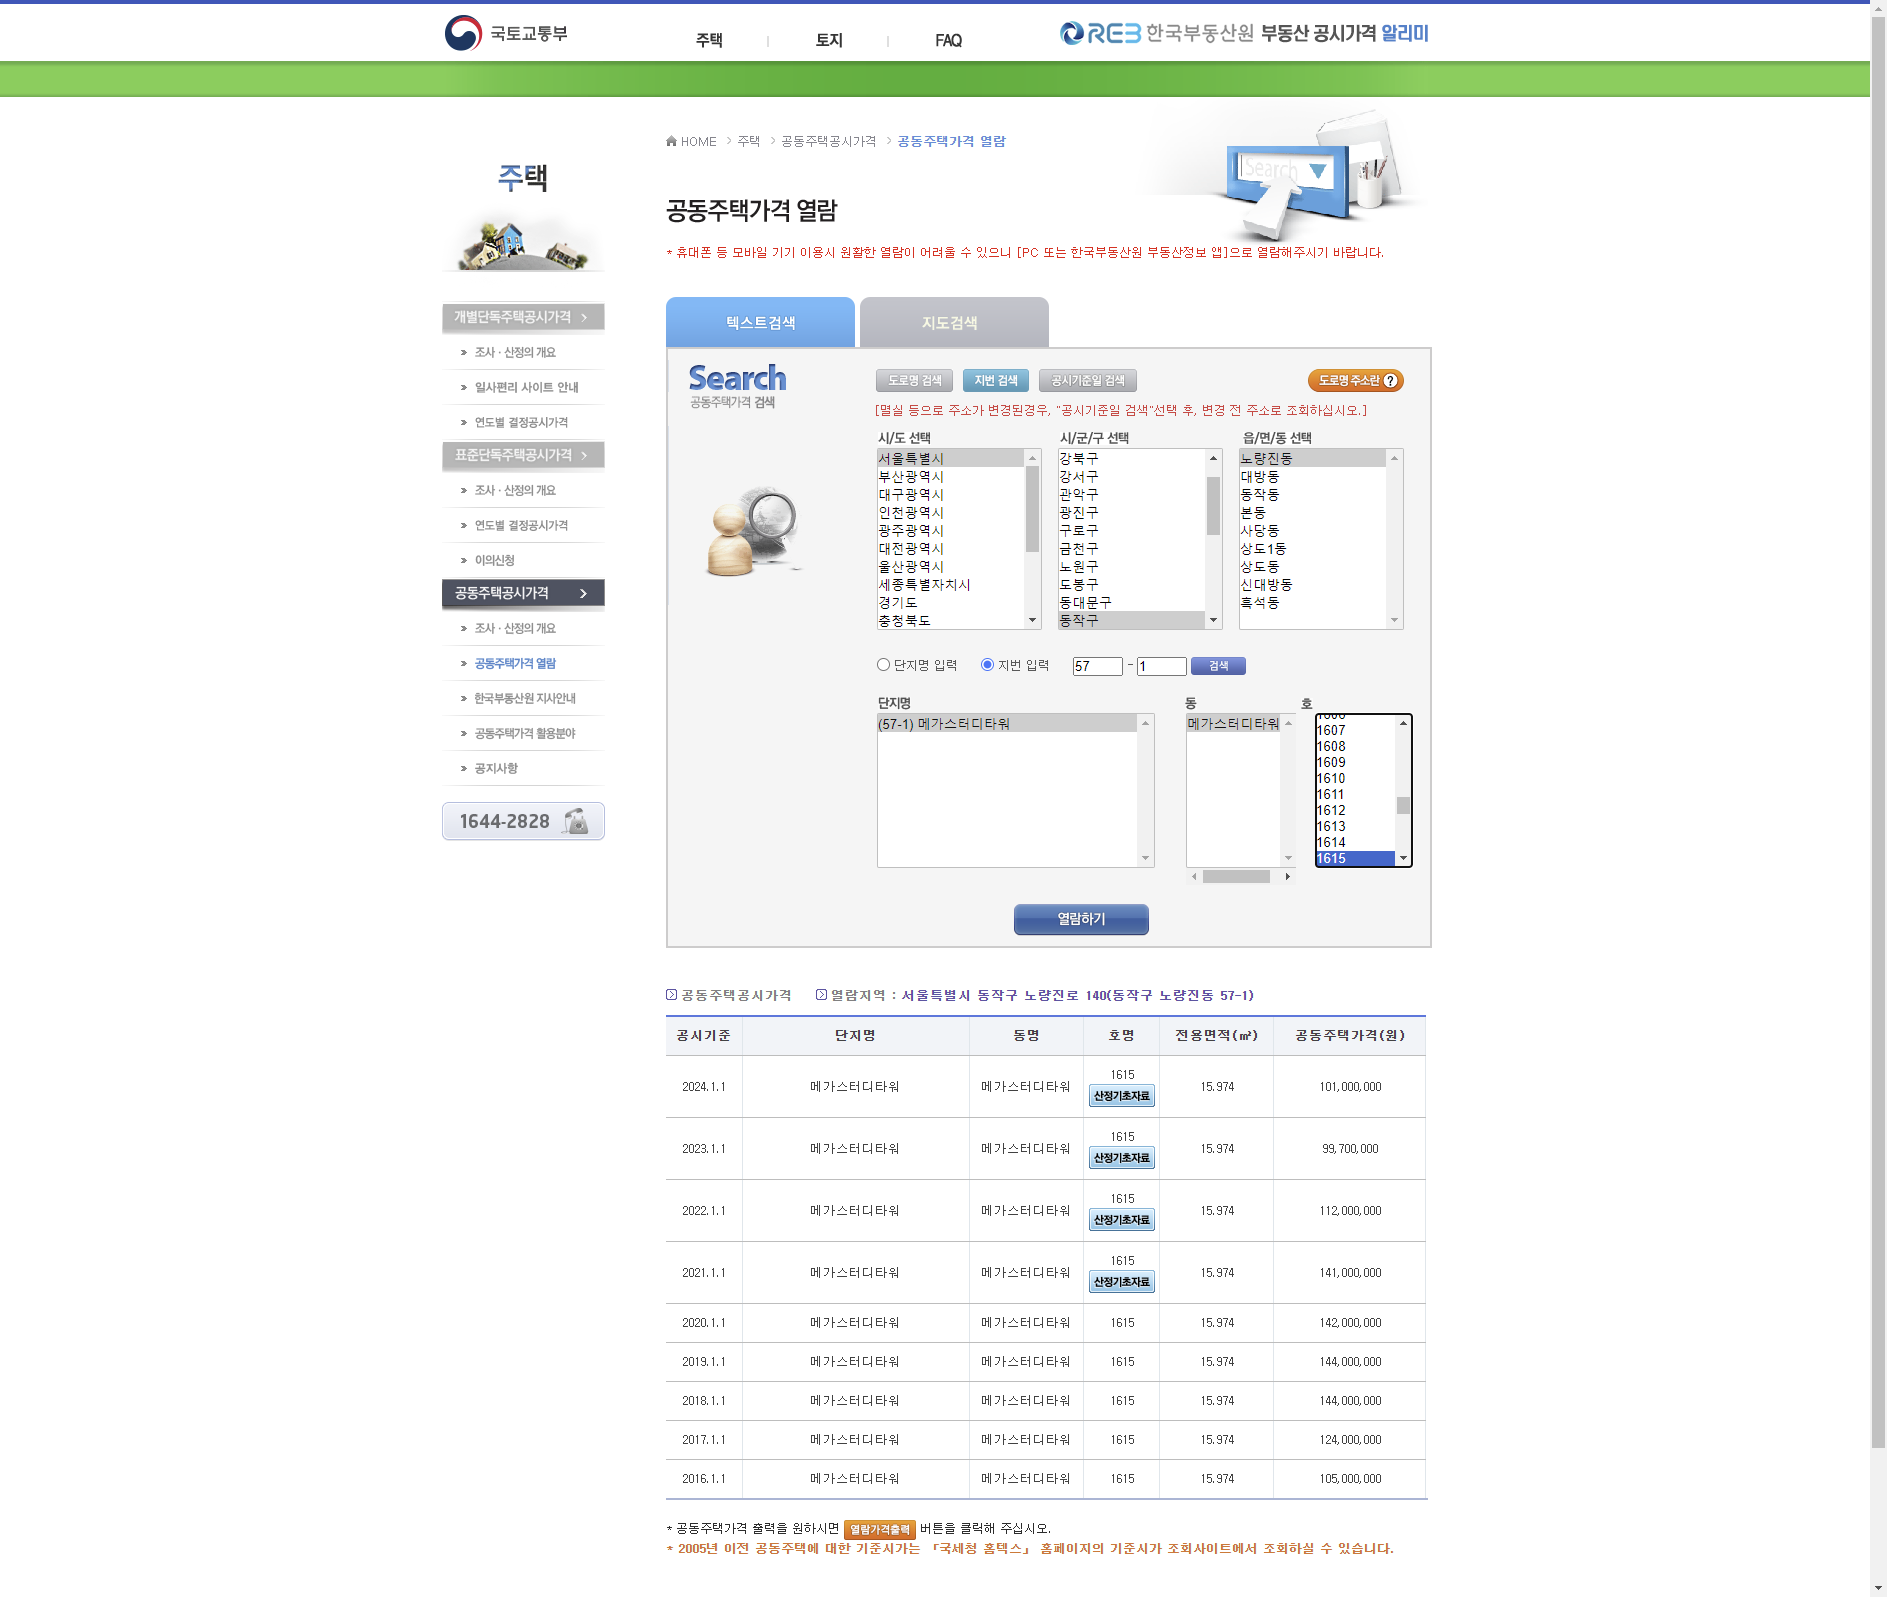 국토교통부
주택
토지
FAQ
REB 한국부동산원 부동산 공시가격 알리미
HOME > 주택 > 공동주택공시가격 > 공동주택가격 열람
주택
Search
공동주택가격 열람
* 휴대폰 등 모바일 기기 이용시 원활한 열람이 어려울 수 있으니 [PC 또는 한국부동산원 부동산정보 앱]으로 열람해주시기 바랍니다.
개별단독주택공시가격
조사 · 산정의 개요
일사편리 사이트 안내
연도별 결정공시가격
표준단독주택공시가격
조사 · 산정의 개요
연도별 결정공시가격
이의신청
공동주택공시가격
조사 · 산정의 개요
공동주택가격 열람
한국부동산원 지사안내
공동주택가격 활용분야
공지사항
1644-2828
텍스트검색
지도검색
Search
공동주택가격 검색
도로명 검색
지번 검색
공시기준일 검색
도로명 주소란 ?
[멸실 등으로 주소가 변경된경우, "공시기준일 검색"선택 후, 변경 전 주소로 조회하십시오.]
시/도 선택
서울특별시
부산광역시
대구광역시
인천광역시
광주광역시
대전광역시
울산광역시
세종특별자치시
경기도
충청북도
시/군/구 선택
강북구
강서구
관악구
광진구
구로구
금천구
노원구
도봉구
동대문구
동작구
읍/면/동 선택
노량진동
대방동
동작동
본동
사당동
상도1동
상도동
신대방동
흑석동
단지명 입력
지번 입력
57 - 1
검색
단지명
(57-1) 메가스터디타워
동
메가스터디타워
호
1606
1607
1608
1609
1610
1611
1612
1613
1614
1615
열람하기
공동주택공시가격
열람지역 : 서울특별시 동작구 노량진로 140(동작구 노량진동 57-1)
공시기준 단지명 동명 호명 전용면적(㎡) 공동주택가격(원)
2024.1.1 메가스터디타워 메가스터디타워 1615 산정기초자료 15.974 101,000,000
2023.1.1 메가스터디타워 메가스터디타워 1615 산정기초자료 15.974 99,700,000
2022.1.1 메가스터디타워 메가스터디타워 1615 산정기초자료 15.974 112,000,000
2021.1.1 메가스터디타워 메가스터디타워 1615 산정기초자료 15.974 141,000,000
2020.1.1 메가스터디타워 메가스터디타워 1615 15.974 142,000,000
2019.1.1 메가스터디타워 메가스터디타워 1615 15.974 144,000,000
2018.1.1 메가스터디타워 메가스터디타워 1615 15.974 144,000,000
2017.1.1 메가스터디타워 메가스터디타워 1615 15.974 124,000,000
2016.1.1 메가스터디타워 메가스터디타워 1615 15.974 105,000,000
* 공동주택가격 출력을 원하시면 열람가격출력 버튼을 클릭해 주십시오.
* 2005년 이전 공동주택에 대한 기준시가는 「국세청 홈텍스」 홈페이지의 기준시가 조회사이트에서 조회하실 수 있습니다.